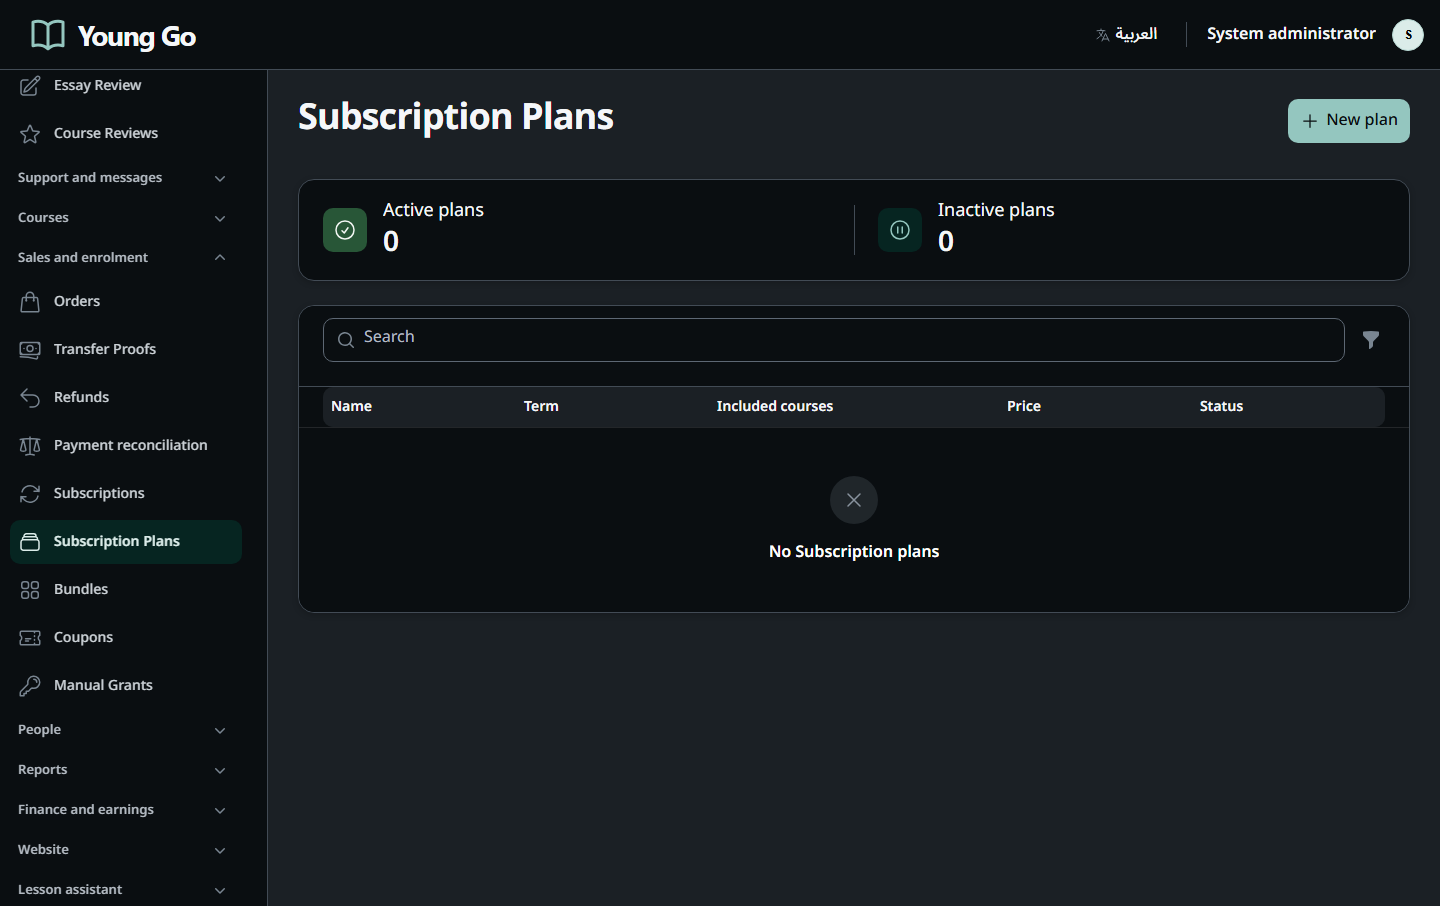 Young Go
العربية
System administrator
S
Essay Review
Course Reviews
Support and messages
Courses
Sales and enrolment
Orders
Transfer Proofs
Refunds
Payment reconciliation
Subscriptions
Subscription Plans
Bundles
Coupons
Manual Grants
People
Reports
Finance and earnings
Website
Lesson assistant
Subscription Plans
New plan
Active plans
0
Inactive plans
0
Search
Name Term Included courses Price Status
No Subscription plans